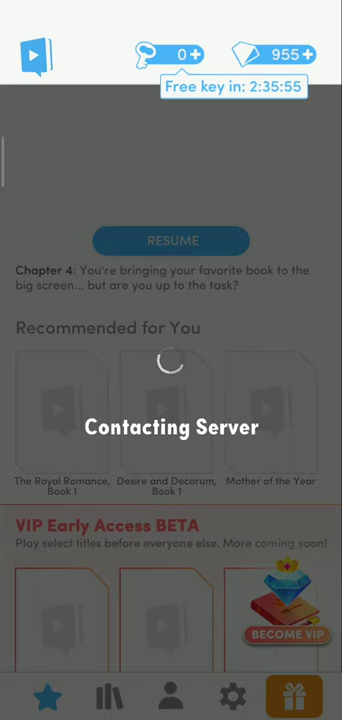 0+
955+
Free key in: 2:35:55
RESUME
Chapter 4: You're bringing your favorite book to the
big screen... but are you up to the task?
Recommended for You
Contacting Server
The Royal Romance,
Book 1
Desire and Decorum,
Book 1
Mother of the Year
VIP Early Access BETA
Play select titles before everyone else. More coming soon!
BECOME VIP